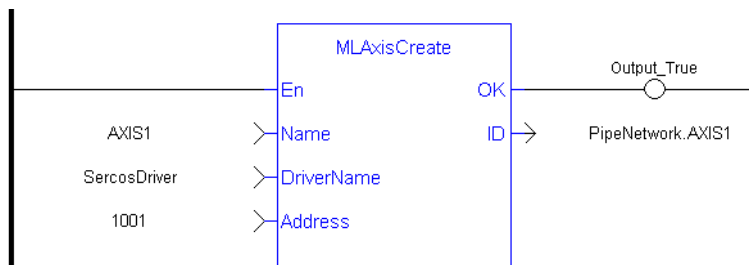 MLAxisCreate
Output_True
En OK
AXIS1 Name ID PipeNetwork.AXIS1
SercosDriver DriverName
1001 Address